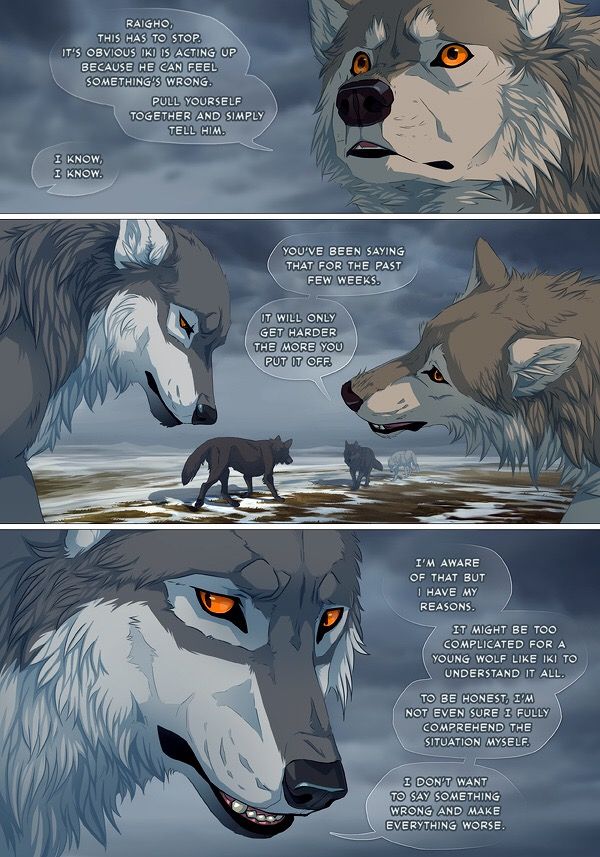 RAIGHO,
THIS HAS TO STOP.
IT'S OBVIOUS IKI IS ACTING UP
BECAUSE HE CAN FEEL
SOMETHING'S WRONG.
PULL YOURSELF
TOGETHER AND SIMPLY
TELL HIM.
I KNOW,
I KNOW.
YOU'VE BEEN SAYING
THAT FOR THE PAST
FEW WEEKS.
IT WILL ONLY
GET HARDER
THE MORE YOU
PUT IT OFF.
I'M AWARE
OF THAT BUT
I HAVE MY
REASONS.
IT MIGHT BE TOO
COMPLICATED FOR A
YOUNG WOLF LIKE IKI TO
UNDERSTAND IT ALL.
TO BE HONEST, I'M
NOT EVEN SURE I FULLY
COMPREHEND THE
SITUATION MYSELF.
I DON'T WANT
TO SAY SOMETHING
WRONG AND MAKE
EVERYTHING WORSE.